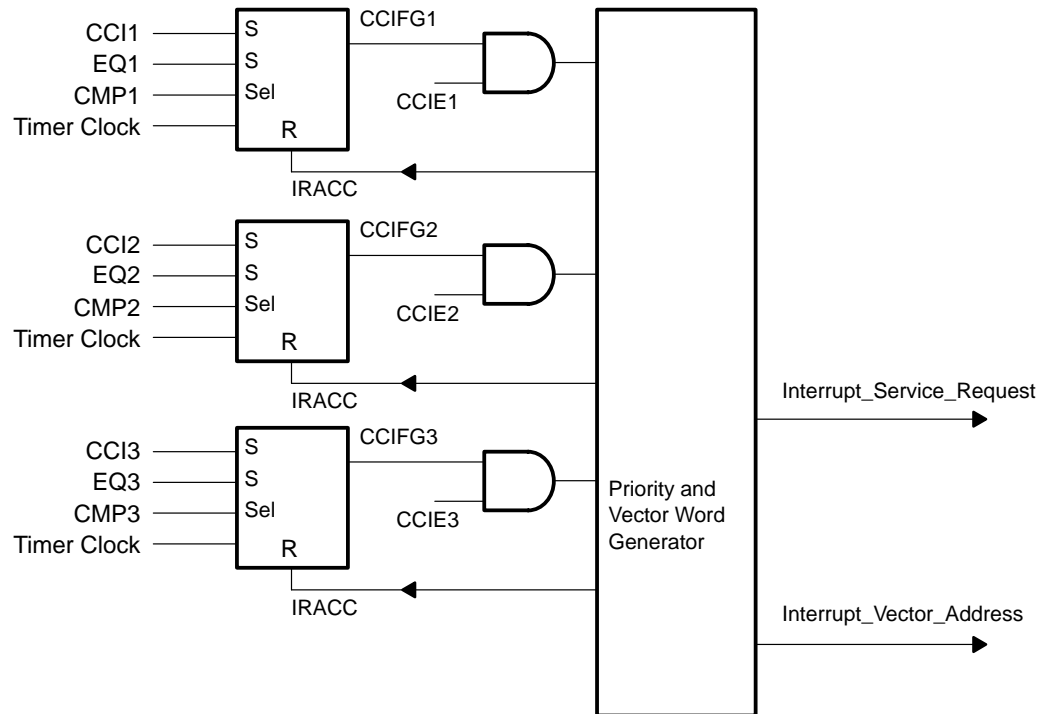 CCIFG1
CCI1
S
EQ1
S
CMP1
Sel
CCIE1
Timer Clock
R
IRACC
CCIFG2
CCI2
S
EQ2
S
CMP2
Sel
CCIE2
Timer Clock
R
IRACC
Interrupt_Service_Request
CCIFG3
CCI3
S
EQ3
S
CMP3
Sel
CCIE3
Timer Clock
R
IRACC
Priority and
Vector Word
Generator
Interrupt_Vector_Address